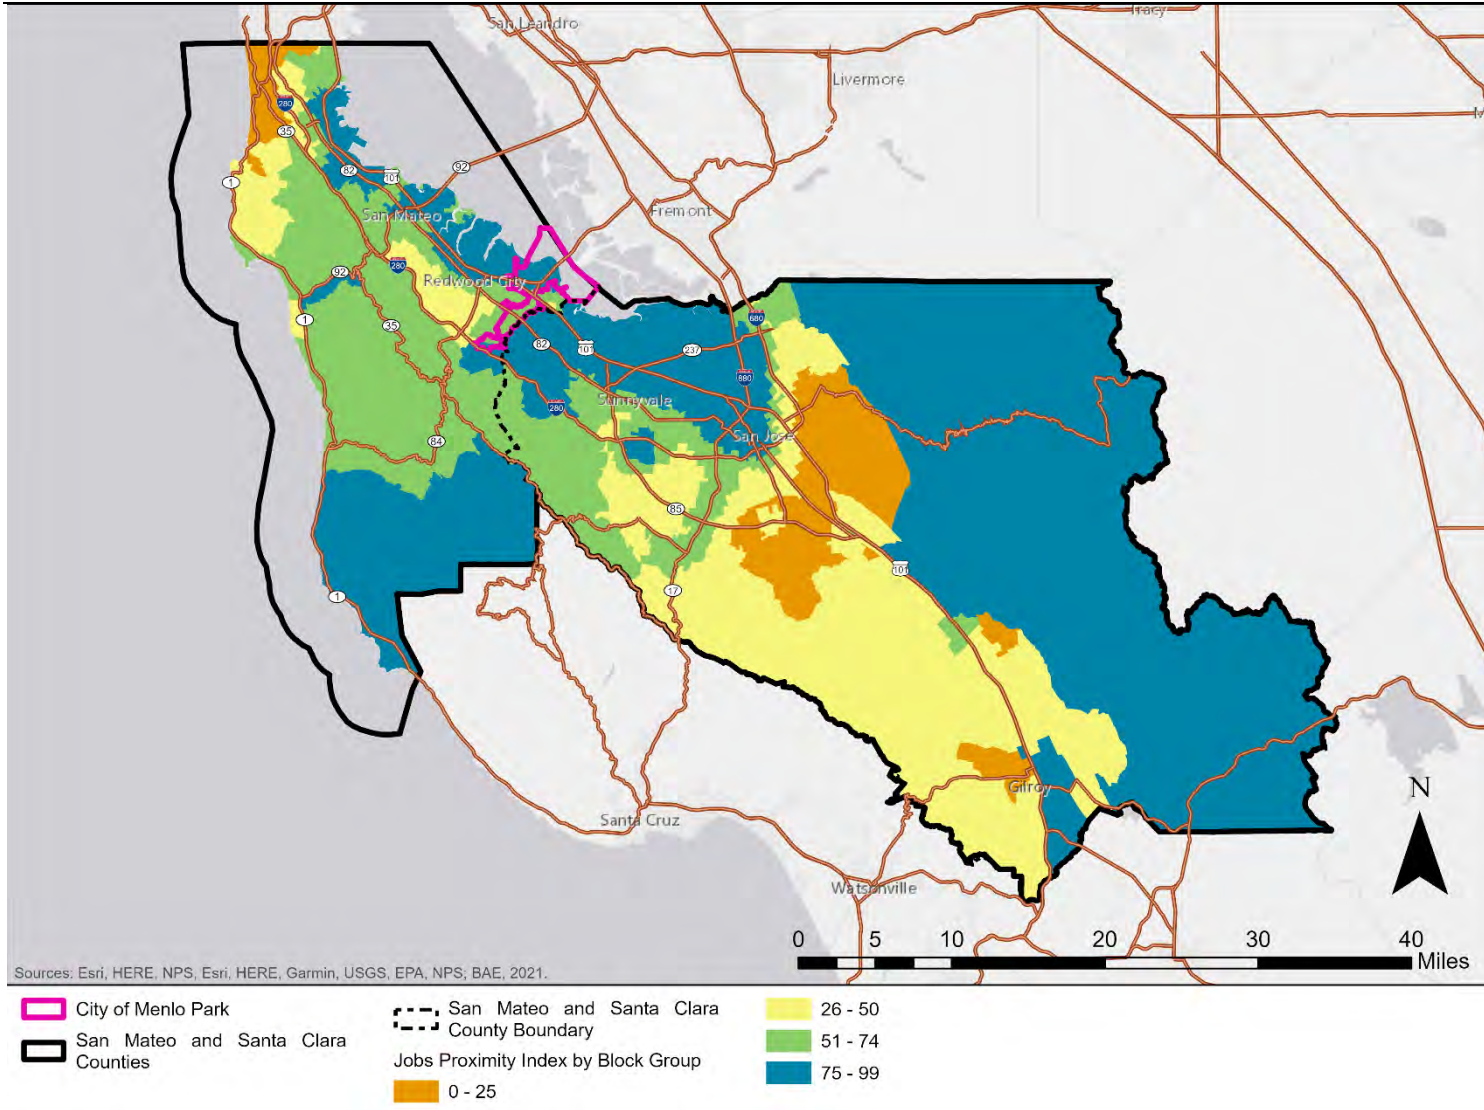 San Leandro
Tracy
Livermore
280
35
82
101
92
1
San Mateo
Fremont
92
280
Redwood City
1
35
680
82
101
237
880
280
Sunnyvale
84
San Jose
85
101
1
17
Gilroy
N
Santa Cruz
Watsonville
0 5 10 20 30 40
Miles
Sources: Esri, HERE, NPS, Esri, HERE, Garmin, USGS, EPA, NPS; BAE, 2021.
City of Menlo Park
San Mateo and Santa Clara
Counties
San Mateo and Santa Clara
County Boundary
Jobs Proximity Index by Block Group
0 - 25
26 - 50
51 - 74
75 - 99